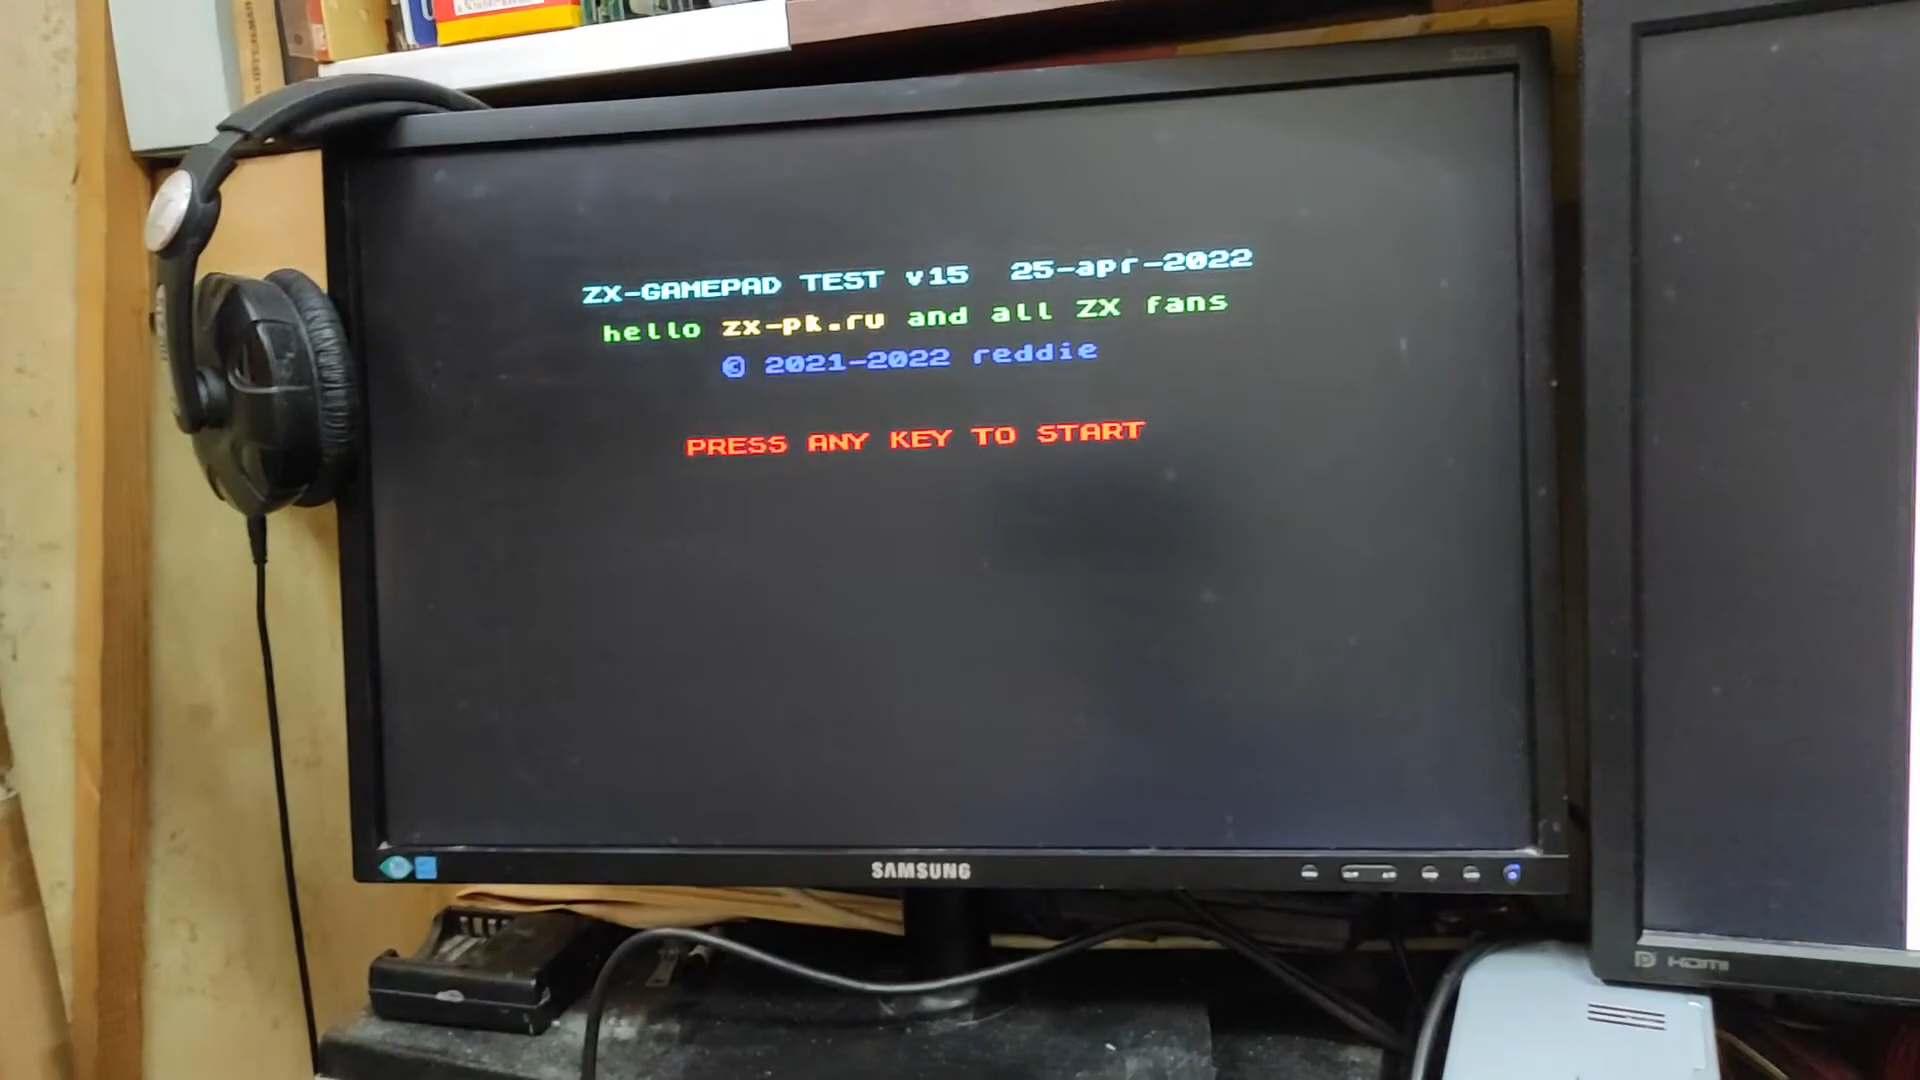 ZX-GAMEPAD TEST v15 25-apr-2022
hello zx-pk.ru and all ZX fans
© 2021-2022 reddie
PRESS ANY KEY TO START
SAMSUNG
HDMI